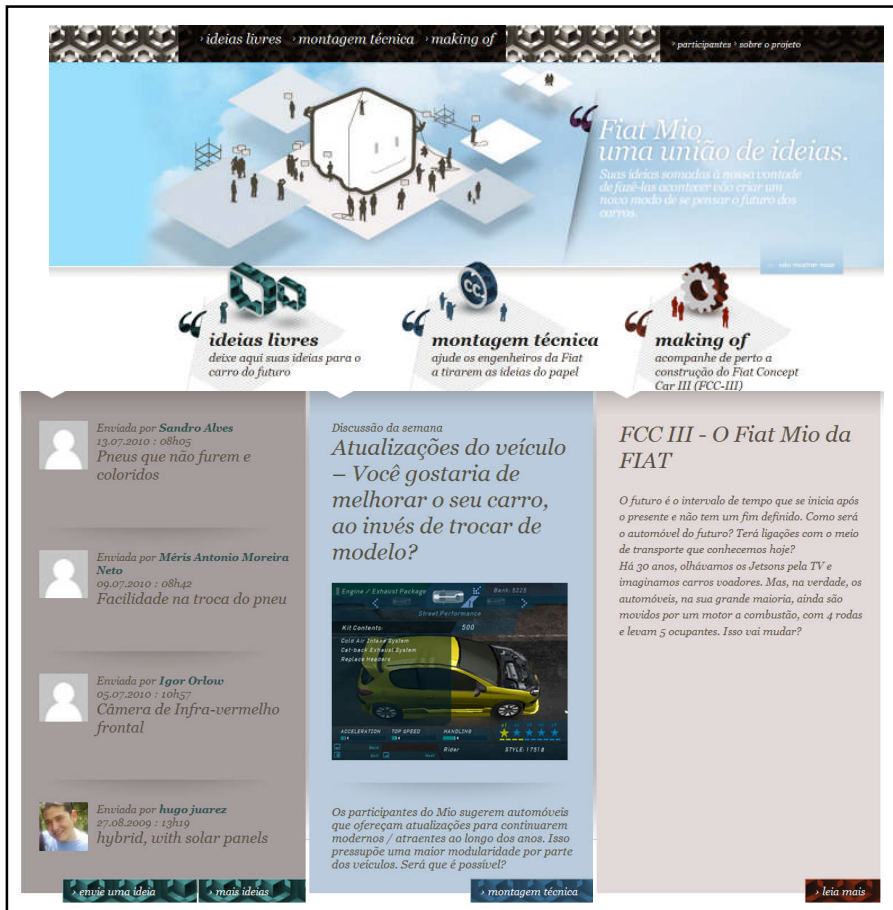 › ideias livres › montagem técnica › making of
› participantes › sobre o projeto
Fiat Mio
uma união de ideias.
Suas ideias somadas à nossa vontade
de fazê-las acontecer vão criar um
novo modo de se pensar o futuro dos
carros.
não mostrar mais
CC
ideias livres
deixe aqui suas ideias para o
carro do futuro
montagem técnica
ajude os engenheiros da Fiat
a tirarem as ideias do papel
making of
acompanhe de perto a
construção do Fiat Concept
Car III (FCC-III)
Enviada por Sandro Alves
13.07.2010 : 08h05
Pneus que não furem e
coloridos
Enviada por Méris Antonio Moreira
Neto
09.07.2010 : 08h42
Facilidade na troca do pneu
Enviada por Igor Orlow
05.07.2010 : 10h57
Câmera de Infra-vermelho
frontal
Enviada por hugo juarez
27.08.2009 : 13h19
hybrid, with solar panels
› envie uma ideia
› mais ideias
Discussão da semana
Atualizações do veículo
– Você gostaria de
melhorar o seu carro,
ao invés de trocar de
modelo?
Engine / Exhaust Package
Bank: 5225
Street Performance
Kit Contents:
500
Cold Air Intake System
Cat-back Exhaust System
Replace Headers
ACCELERATION
TOP SPEED
HANDLING
Rider
STYLE: 17518
Os participantes do Mio sugerem automóveis
que ofereçam atualizações para continuarem
modernos / atraentes ao longo dos anos. Isso
pressupõe uma maior modularidade por parte
dos veículos. Será que é possível?
› montagem técnica
FCC III - O Fiat Mio da
FIAT
O futuro é o intervalo de tempo que se inicia após
o presente e não tem um fim definido. Como será
o automóvel do futuro? Terá ligações com o meio
de transporte que conhecemos hoje?
Há 30 anos, olhávamos os Jetsons pela TV e
imaginamos carros voadores. Mas, na verdade, os
automóveis, na sua grande maioria, ainda são
movidos por um motor a combustão, com 4 rodas
e levam 5 ocupantes. Isso vai mudar?
› leia mais